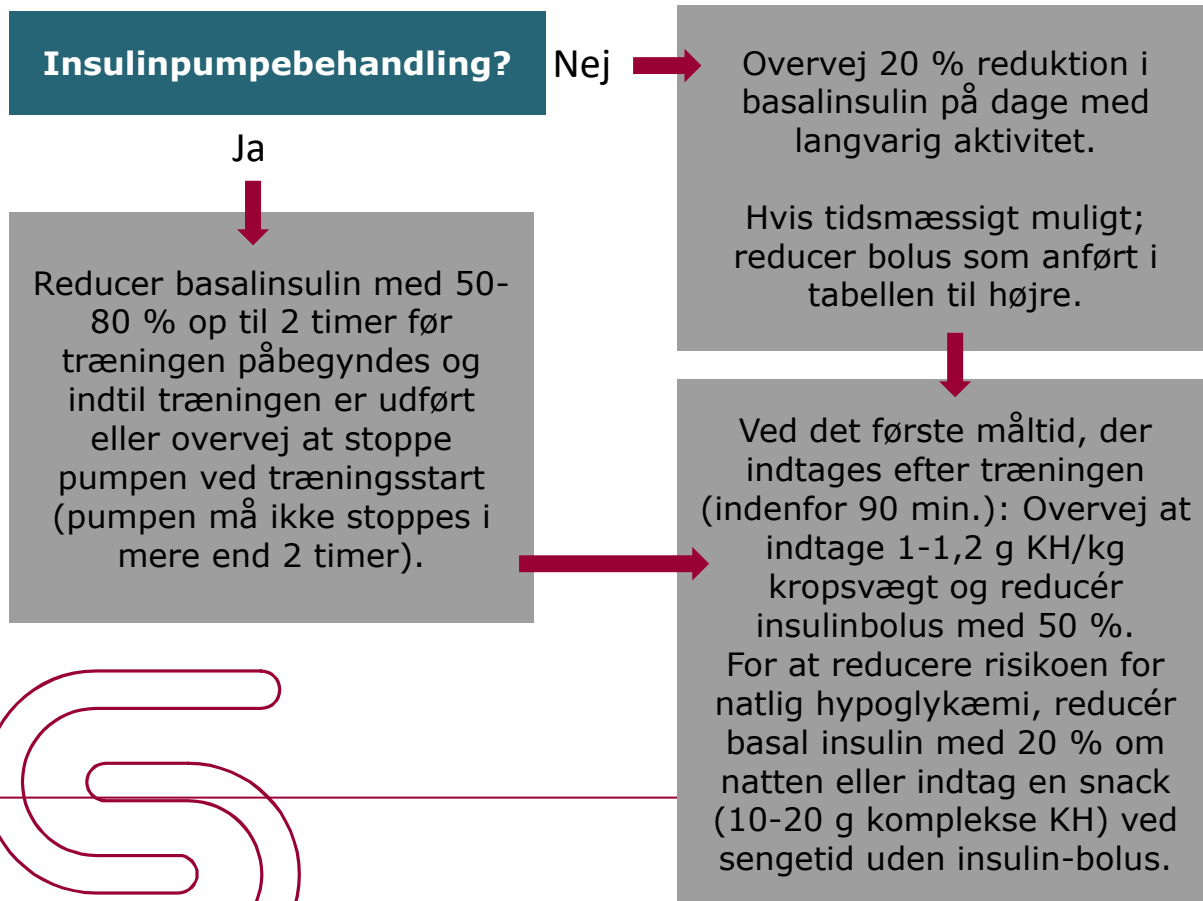 Insulinpumpebehandling?
Nej
Overvej 20 % reduktion i
basalinsulin på dage med
langvarig aktivitet.
Hvis tidsmæssigt muligt;
reducer bolus som anført i
tabellen til højre.
Ja
Reducer basalinsulin med 50-
80 % op til 2 timer før
træningen påbegyndes og
indtil træningen er udført
eller overvej at stoppe
pumpen ved træningsstart
(pumpen må ikke stoppes i
mere end 2 timer).
Ved det første måltid, der
indtages efter træningen
(indenfor 90 min.): Overvej at
indtage 1-1,2 g KH/kg
kropsvægt og reducér
insulinbolus med 50 %.
For at reducere risikoen for
natlig hypoglykæmi, reducér
basal insulin med 20 % om
natten eller indtag en snack
(10-20 g komplekse KH) ved
sengetid uden insulin-bolus.